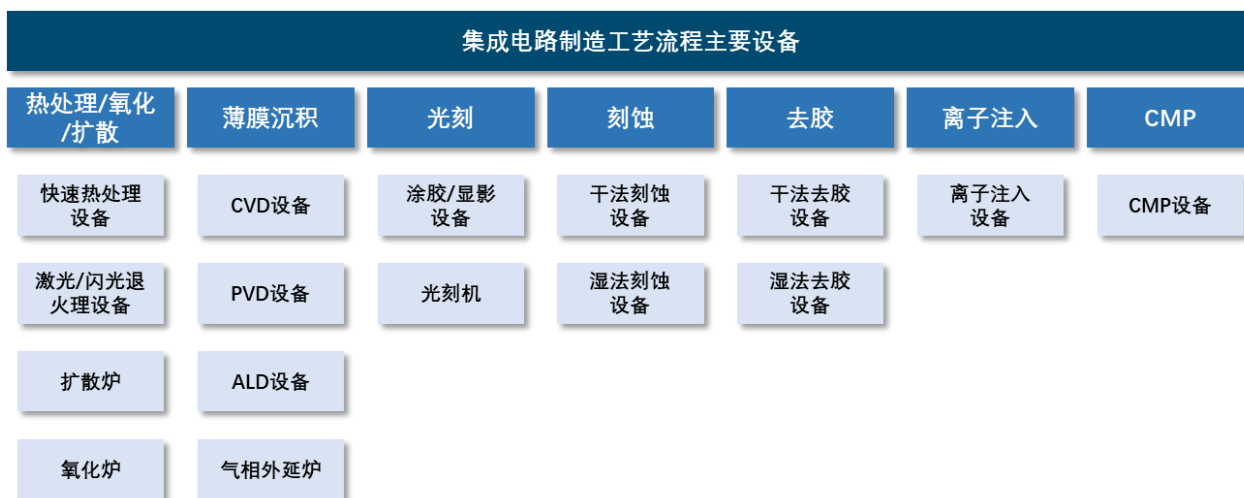 集成电路制造工艺流程主要设备
热处理/氧化
/扩散
薄膜沉积
光刻
刻蚀
去胶
离子注入
CMP
快速热处理
设备
CVD设备
涂胶/显影
设备
干法刻蚀
设备
干法去胶
设备
离子注入
设备
CMP设备
激光/闪光退
火理设备
PVD设备
光刻机
湿法刻蚀
设备
湿法去胶
设备
扩散炉
ALD设备
氧化炉
气相外延炉